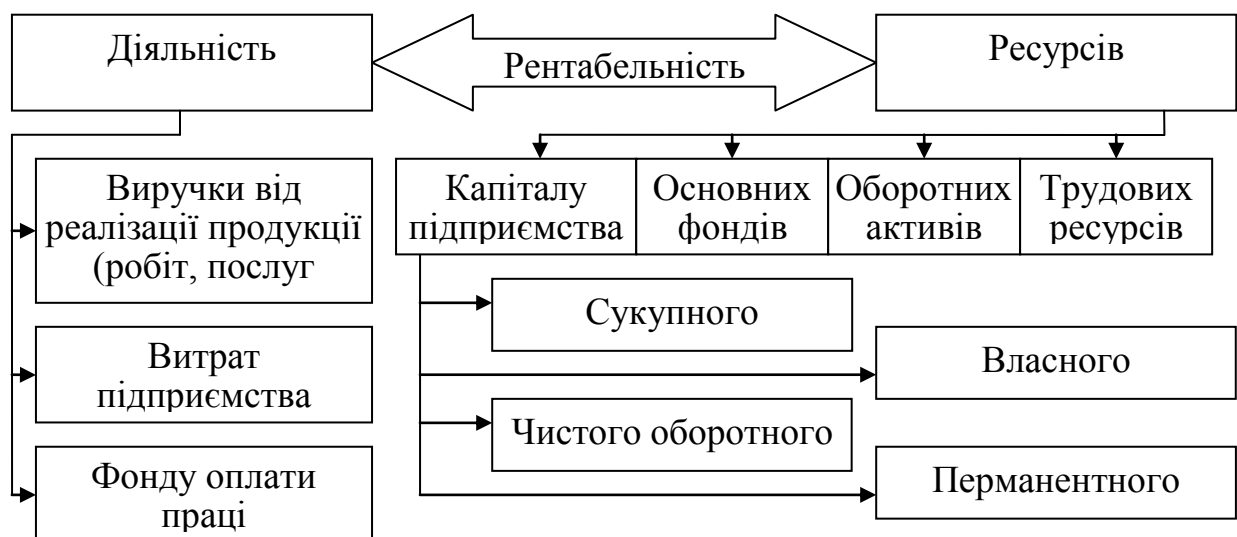 Діяльність
Рентабельність
Ресурсів
Виручки від
реалізації продукції
(робіт, послуг
Витрат
підприємства
Фонду оплати
праці
Капіталу
підприємства
Основних
фондів
Оборотних
активів
Трудових
ресурсів
Сукупного
Власного
Чистого оборотного
Перманентного